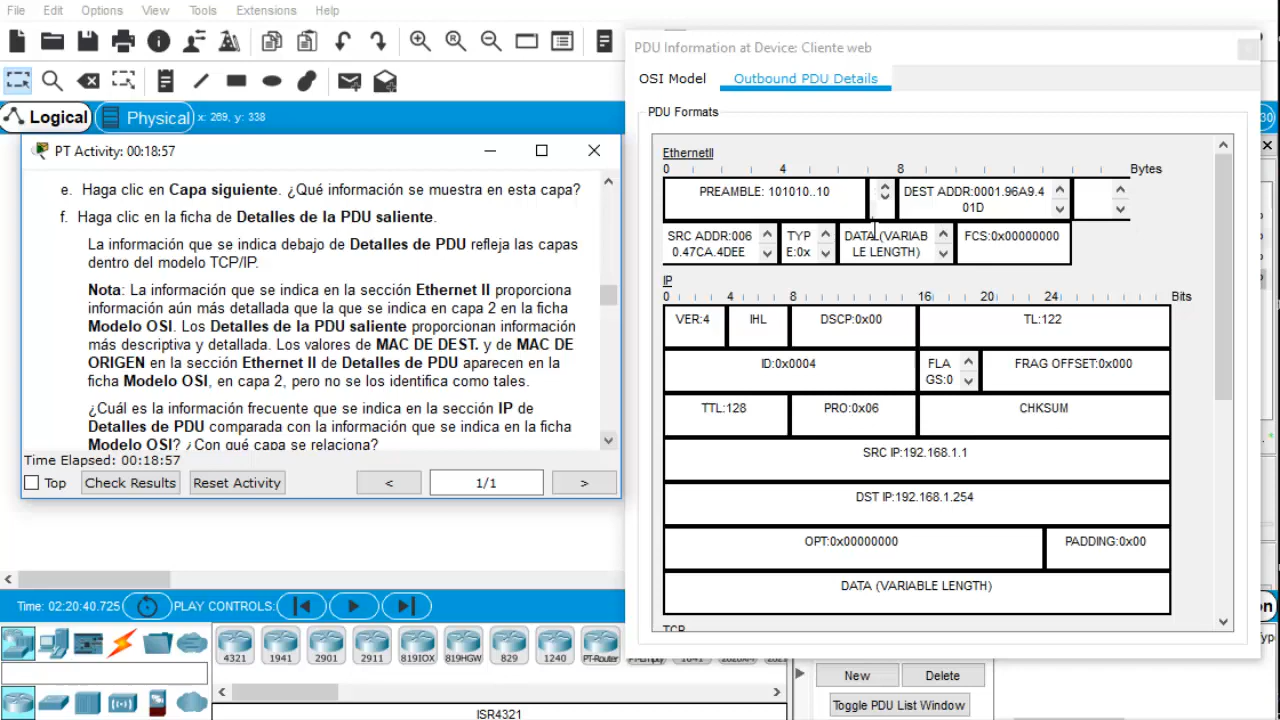 File Edit Options View Tools Extensions Help
Logical Physical x: 269, y: 338
PT Activity: 00:18:57
e. Haga clic en Capa siguiente. ¿Qué información se muestra en esta capa?
f. Haga clic en la ficha de Detalles de la PDU saliente.
La información que se indica debajo de Detalles de PDU refleja las capas
dentro del modelo TCP/IP.
Nota: La información que se indica en la sección Ethernet II proporciona
información aún más detallada que la que se indica en capa 2 en la ficha
Modelo OSI. Los Detalles de la PDU saliente proporcionan información
más descriptiva y detallada. Los valores de MAC DE DEST. y de MAC DE
ORIGEN en la sección Ethernet II de Detalles de PDU aparecen en la
ficha Modelo OSI, en capa 2, pero no se los identifica como tales.
¿Cuál es la información frecuente que se indica en la sección IP de
Detalles de PDU comparada con la información que se indica en la ficha
Modelo OSI? ¿Con qué capa se relaciona?
Time Elapsed: 00:18:57
Top Check Results Reset Activity < 1/1 >
Time: 02:20:40.725 PLAY CONTROLS:
4321 1941 2901 2911 819IOX 819HGW 829 1240 PT-Router PT-Empty
ISR4321
New Delete
Toggle PDU List Window
PDU Information at Device: Cliente web
OSI Model Outbound PDU Details
PDU Formats
EthernetII
0 4 8 Bytes
PREAMBLE: 101010..10 DEST ADDR:0001.96A9.4
01D
SRC ADDR:006 TYP DATA (VARIAB FCS:0x00000000
0.47CA.4DEE E:0x LE LENGTH)
IP
0 4 8 16 20 24 Bits
VER:4 IHL DSCP:0x00 TL:122
ID:0x0004 FLA FRAG OFFSET:0x000
GS:0
TTL:128 PRO:0x06 CHKSUM
SRC IP:192.168.1.1
DST IP:192.168.1.254
OPT:0x00000000 PADDING:0x00
DATA (VARIABLE LENGTH)
TCP